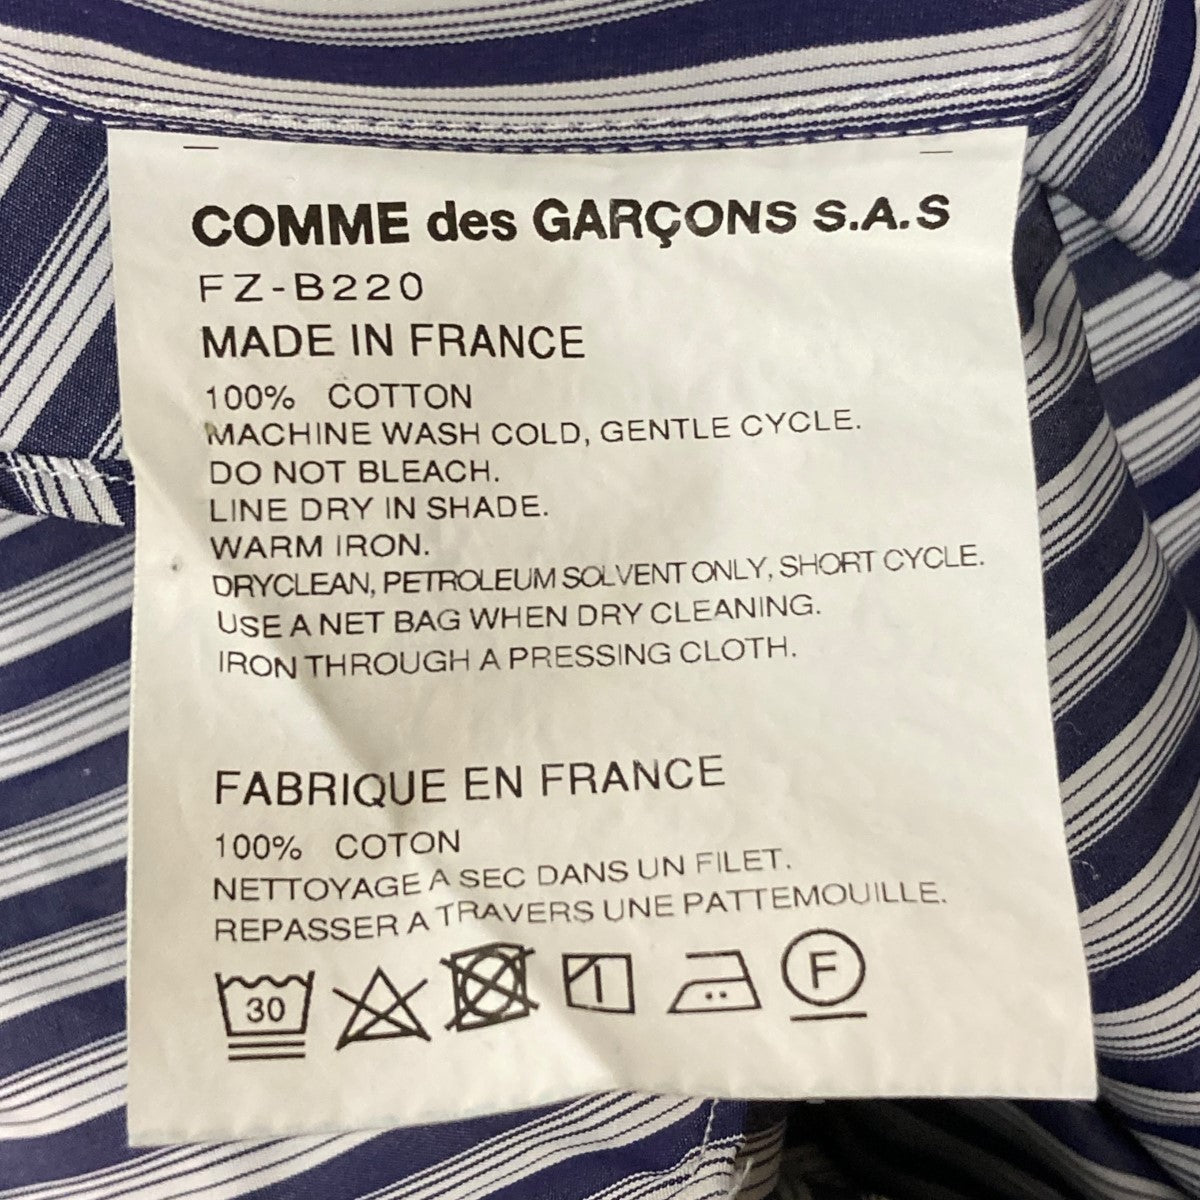 COMME des GARÇONS S.A.S
FZ-B220
MADE IN FRANCE
100% COTTON
MACHINE WASH COLD, GENTLE CYCLE.
DO NOT BLEACH.
LINE DRY IN SHADE.
WARM IRON.
DRYCLEAN, PETROLEUM SOLVENT ONLY, SHORT CYCLE.
USE A NET BAG WHEN DRY CLEANING.
IRON THROUGH A PRESSING CLOTH.
FABRIQUE EN FRANCE
100% COTON
NETTOYAGE A SEC DANS UN FILET.
REPASSER A TRAVERS UNE PATTEMOUILLE.
30 F